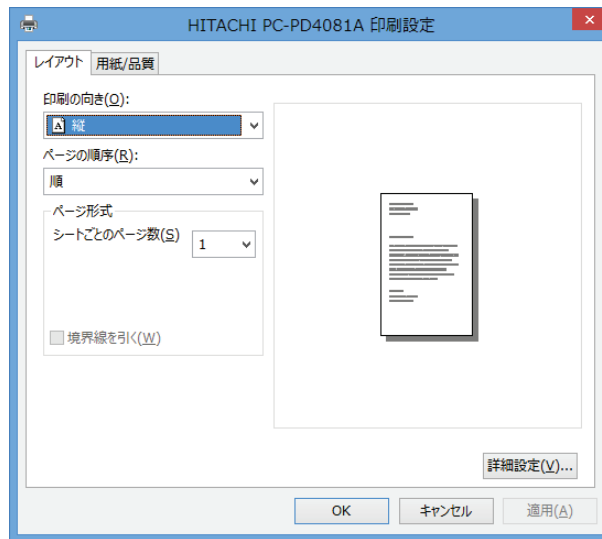 HITACHI PC-PD4081A 印刷設定
レイアウト 用紙/品質
印刷の向き(O):
縦
ページの順序(R):
順
ページ形式
シートごとのページ数(S) 1
境界線を引く(W)
詳細設定(V)...
OK キャンセル 適用(A)